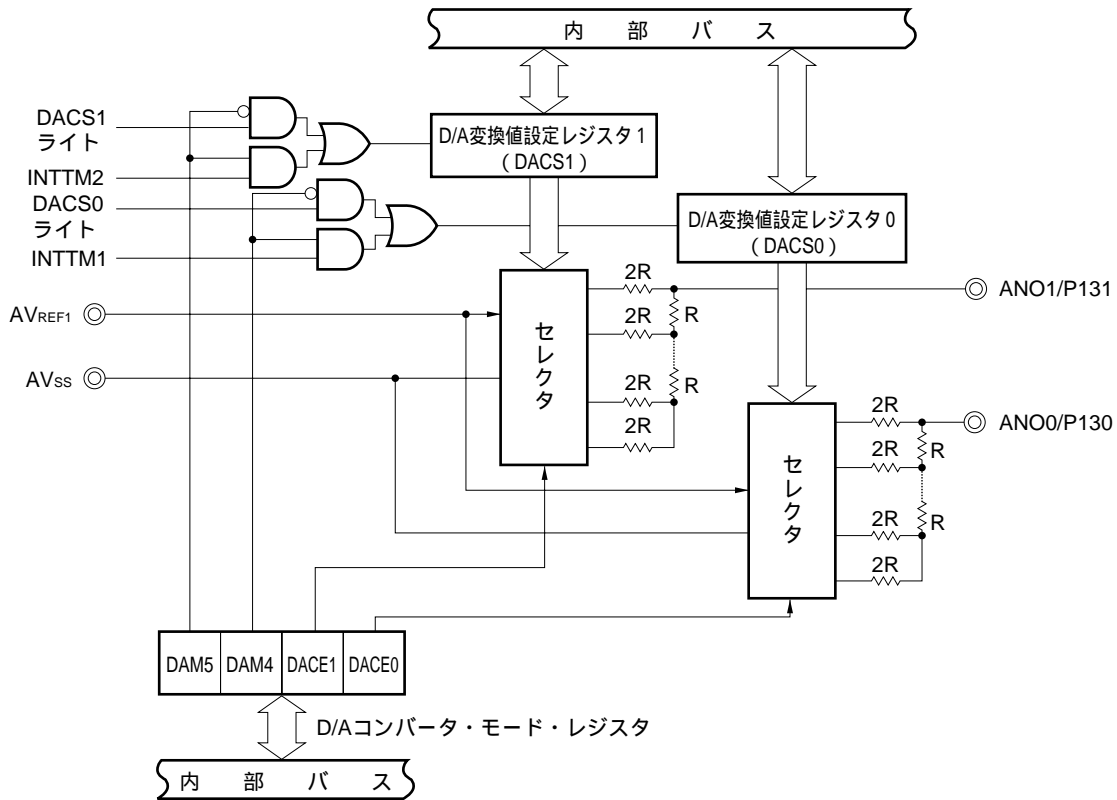 内 部 バ ス
DACS1
ライト
INTTM2
DACS0
ライト
INTTM1
D/A変換値設定レジスタ1
(DACS1)
D/A変換値設定レジスタ0
(DACS0)
AVREF1
AVSS
セレクタ
2R
2R
R
2R
R
2R
ANO1/P131
セレクタ
2R
2R
R
2R
R
2R
ANO0/P130
DAM5 DAM4 DACE1 DACE0
D/Aコンバータ・モード・レジスタ
内 部 バ ス